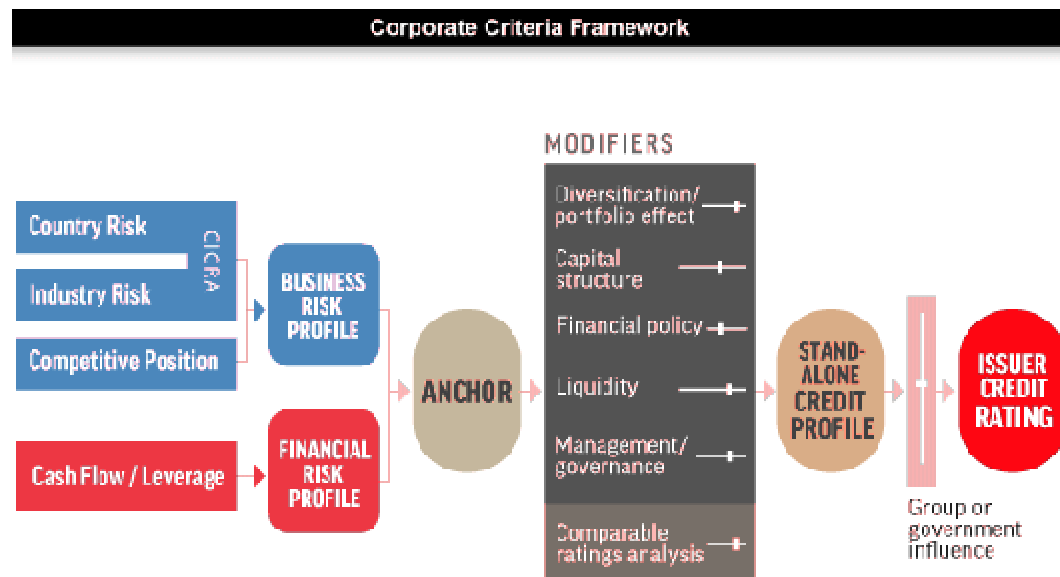 Corporate Criteria Framework
MODIFIERS
Country Risk
Industry Risk
CICRA
Competitive Position
Cash Flow / Leverage
BUSINESS
RISK
PROFILE
FINANCIAL
RISK
PROFILE
ANCHOR
Diversification/
portfolio effect
Capital
structure
Financial policy
Liquidity
Management/
governance
Comparable
ratings analysis
STAND-
ALONE
CREDIT
PROFILE
Group or
government
influence
ISSUER
CREDIT
RATING